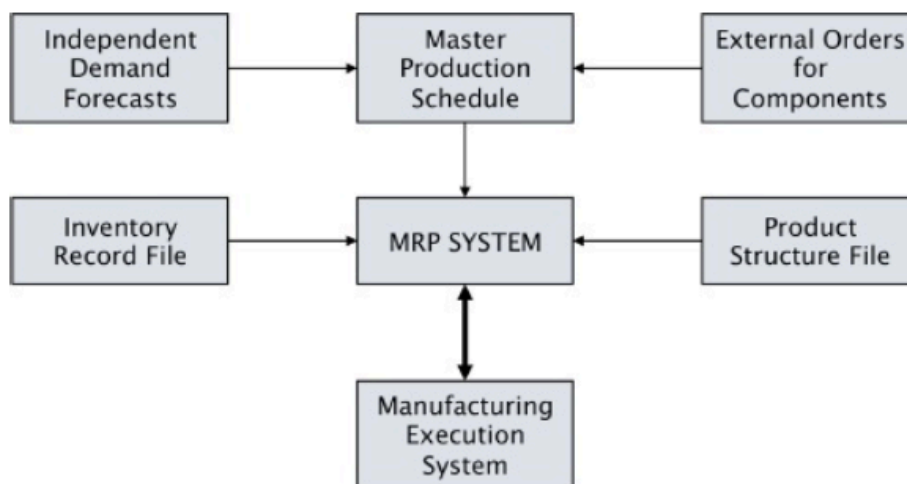 Independent
Demand
Forecasts
Master
Production
Schedule
External Orders
for
Components
Inventory
Record File
MRP SYSTEM
Product
Structure File
Manufacturing
Execution
System